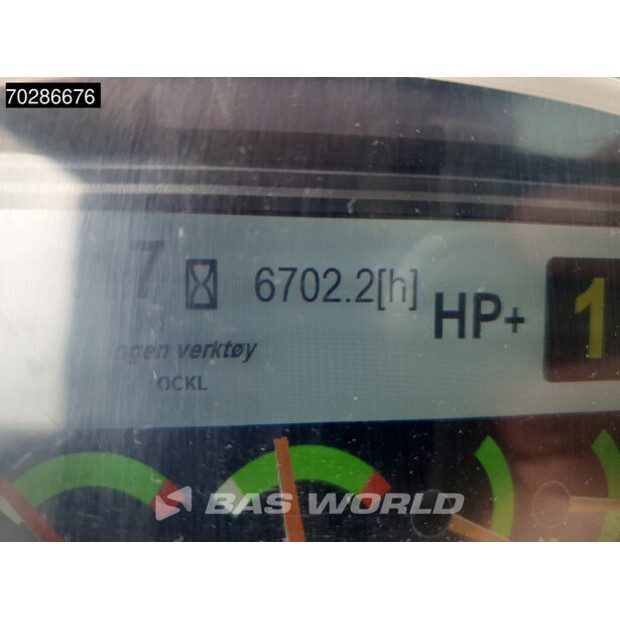 70286676
7 6702.2[h]
HP+ 1
ngen verktøy
OCKL
BAS WORLD